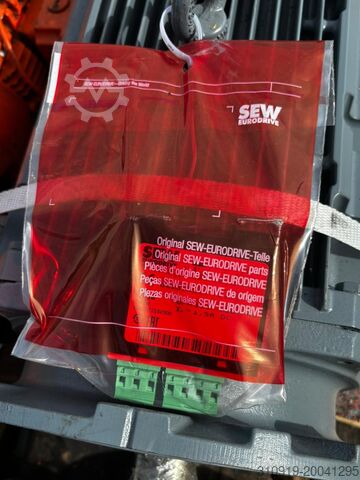 SEW
EURODRIVE
Original SEW-EURODRIVE-Teile
Original SEW-EURODRIVE parts
Pièces d'origine SEW-EURODRIVE
Peças SEW-EURODRIVE de origem
Piezas originales SEW-EURODRIVE
310919-20041295